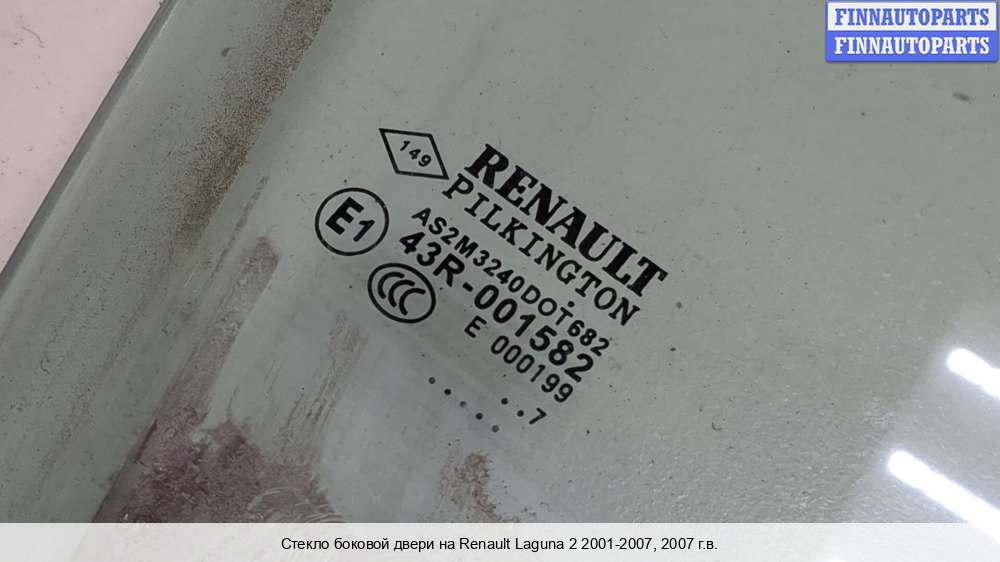 FINNAUTOPARTS
FINNAUTOPARTS
149
RENAULT
PILKINGTON
E1
AS2M3240DOT682
43R-001582
CCC
E 000199
..7
Стекло боковой двери на Renault Laguna 2 2001-2007, 2007 г.в.